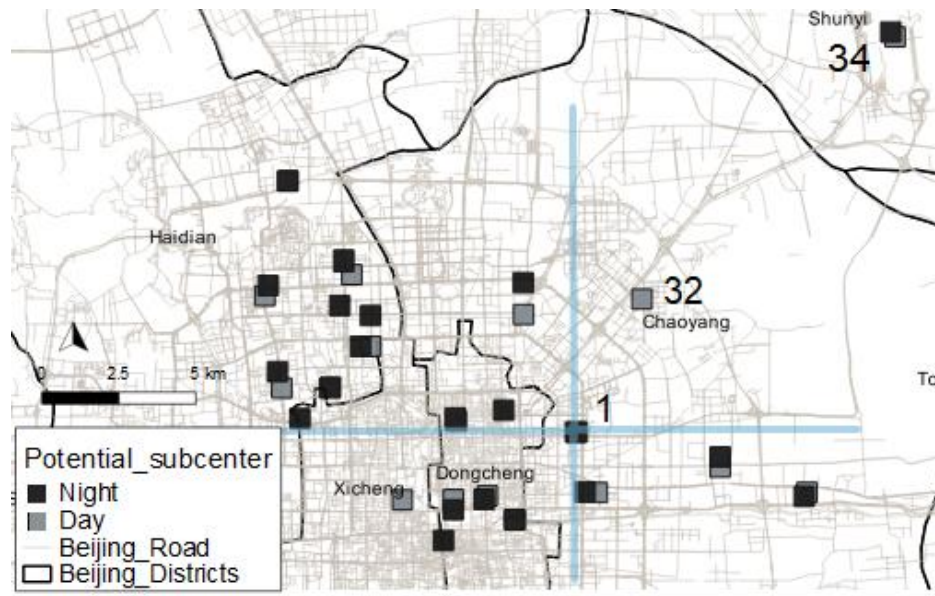 Shunyi
34
Haidian
32
Chaoyang
0 2.5 5 km
To
1
Potential_subcenter
Night
Day
Beijing_Road
Beijing_Districts
Dongcheng
Xicheng